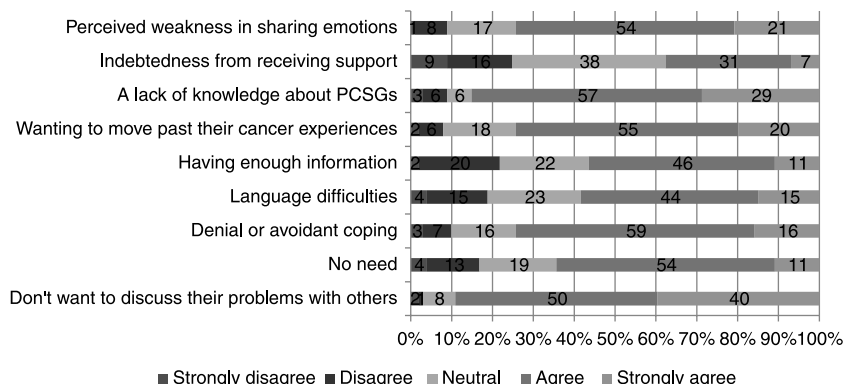 Perceived weakness in sharing emotions 1 8 17 54 21
Indebtedness from receiving support 9 16 38 31 7
A lack of knowledge about PCSGs 3 6 6 57 29
Wanting to move past their cancer experiences 2 6 18 55 20
Having enough information 2 20 22 46 11
Language difficulties 4 15 23 44 15
Denial or avoidant coping 3 7 16 59 16
No need 4 13 19 54 11
Don't want to discuss their problems with others 2 1 8 50 40
0% 10% 20% 30% 40% 50% 60% 70% 80% 90% 100%
Strongly disagree Disagree Neutral Agree Strongly agree